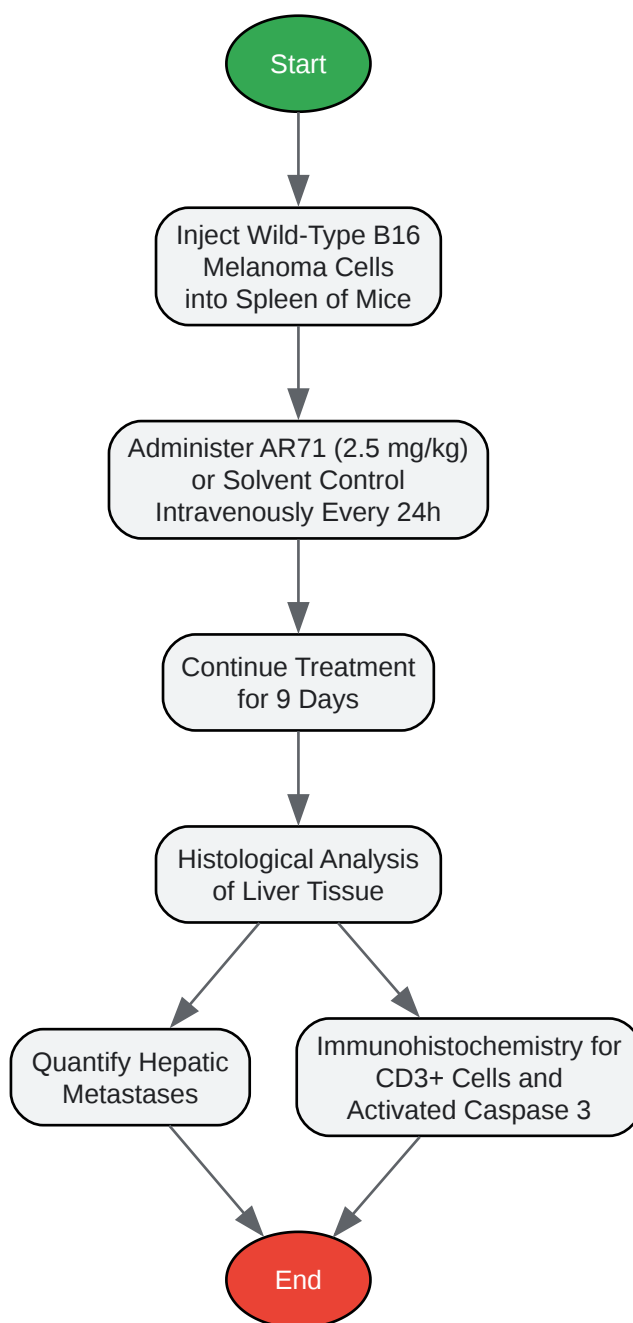 Start
Inject Wild-Type B16
Melanoma Cells
into Spleen of Mice
Administer AR71 (2.5 mg/kg)
or Solvent Control
Intravenously Every 24h
Continue Treatment
for 9 Days
Histological Analysis
of Liver Tissue
Quantify Hepatic
Metastases
Immunohistochemistry for
CD3+ Cells and
Activated Caspase 3
End